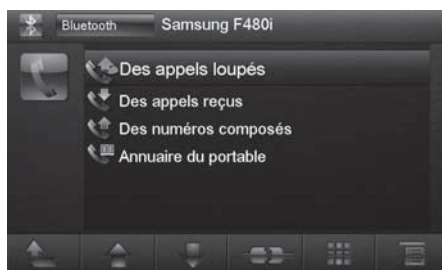 Bluetooth Samsung F480i
Des appels loupés
Des appels reçus
Des numéros composés
Annuaire du portable